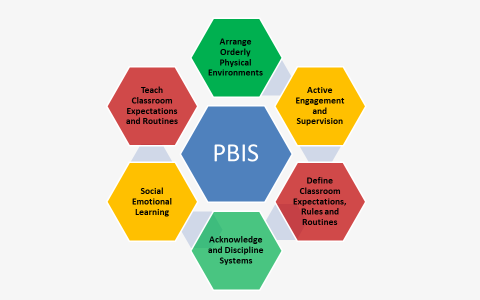 Arrange
Orderly
Physical
Environments
Teach
Classroom
Expectations
and Routines
Active
Engagement
and
Supervision
PBIS
Social
Emotional
Learning
Define
Classroom
Expectations,
Rules and
Routines
Acknowledge
and Discipline
Systems